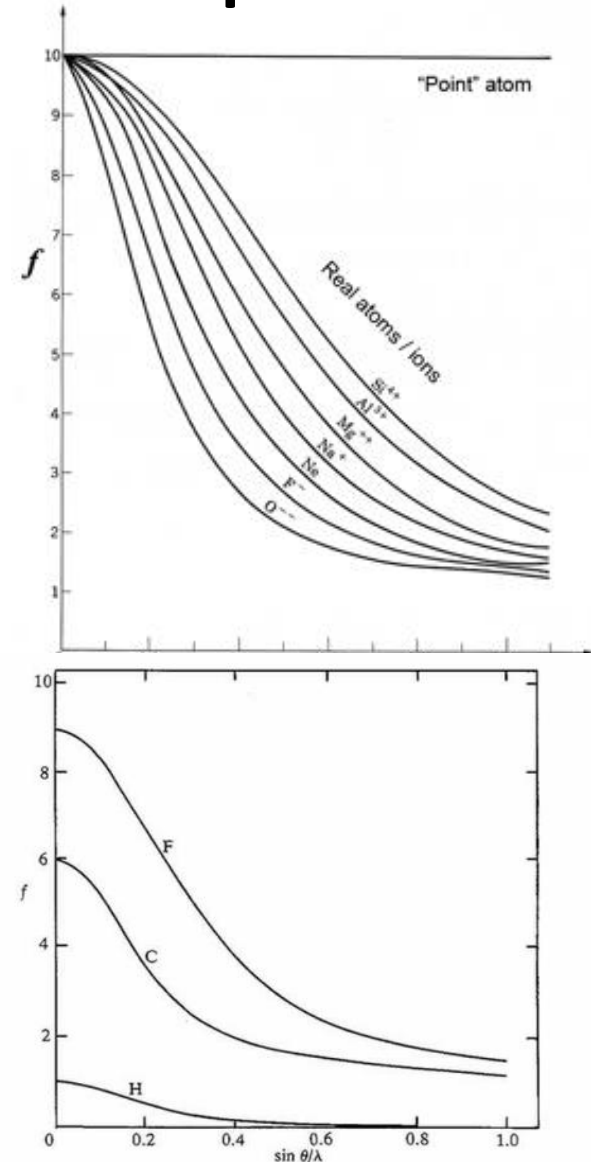 10
"Point" atom
9
8
7
f
6
Real atoms / ions
5
Si⁴⁺
Al³⁺
4
Mg⁺⁺
Na⁺
3
Ne
F⁻
O⁻⁻
2
1
10
8
F
6
f
C
4
2
H
0
0.2
0.4
0.6
0.8
1.0
sin θ/λ